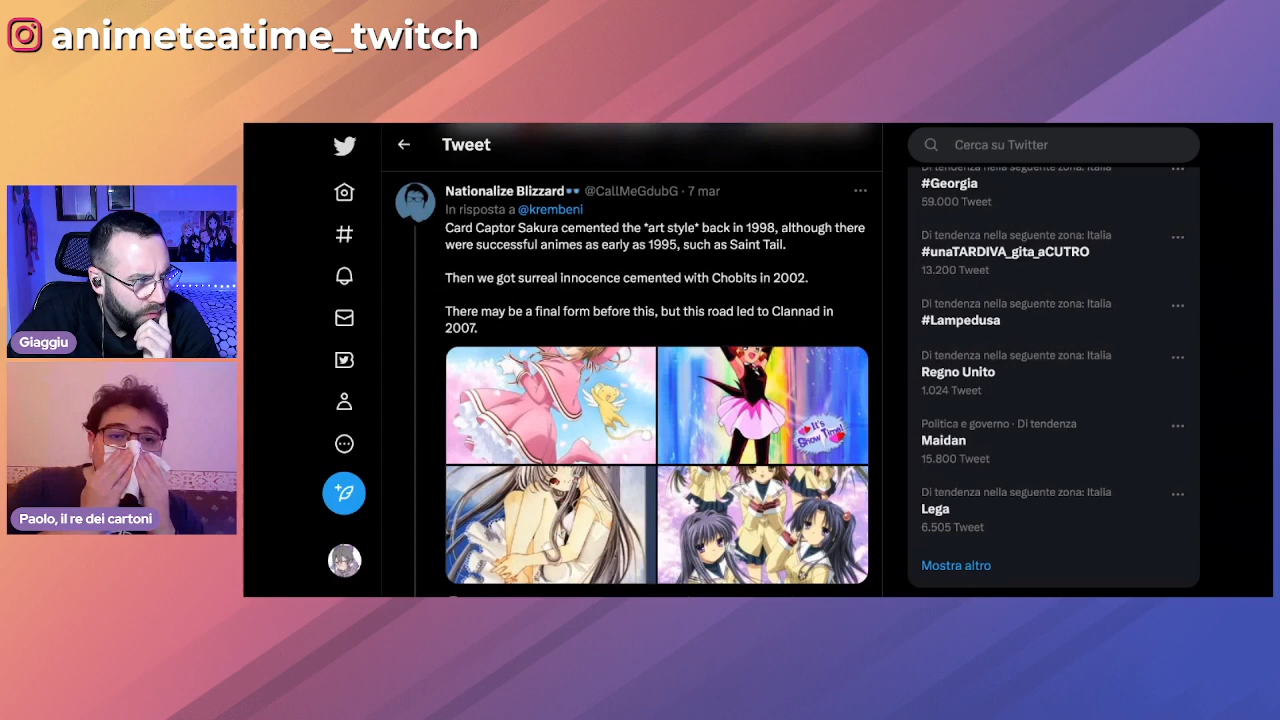 animeteatime_twitch
Giaggiu
Paolo, il re dei cartoni
Tweet
Nationalize Blizzard @CallMeGdubG · 7 mar
In risposta a @krembeni
Card Captor Sakura cemented the *art style* back in 1998, although there
were successful animes as early as 1995, such as Saint Tail.
Then we got surreal innocence cemented with Chobits in 2002.
There may be a final form before this, but this road led to Clannad in
2007.
It's
Show Time!
Cerca su Twitter
Di tendenza nella seguente zona: Italia
#Georgia
59.000 Tweet
Di tendenza nella seguente zona: Italia
#unaTARDIVA_gita_aCUTRO
13.200 Tweet
Di tendenza nella seguente zona: Italia
#Lampedusa
Di tendenza nella seguente zona: Italia
Regno Unito
1.024 Tweet
Politica e governo · Di tendenza
Maidan
15.800 Tweet
Di tendenza nella seguente zona: Italia
Lega
6.505 Tweet
Mostra altro